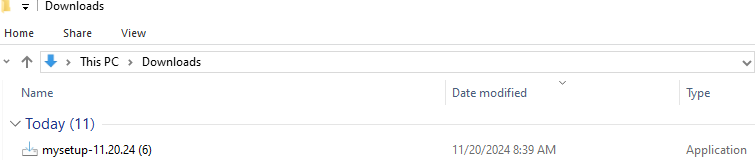 Downloads
Home Share View
This PC Downloads
Name Date modified Type
Today (11)
mysetup-11.20.24 (6) 11/20/2024 8:39 AM Application